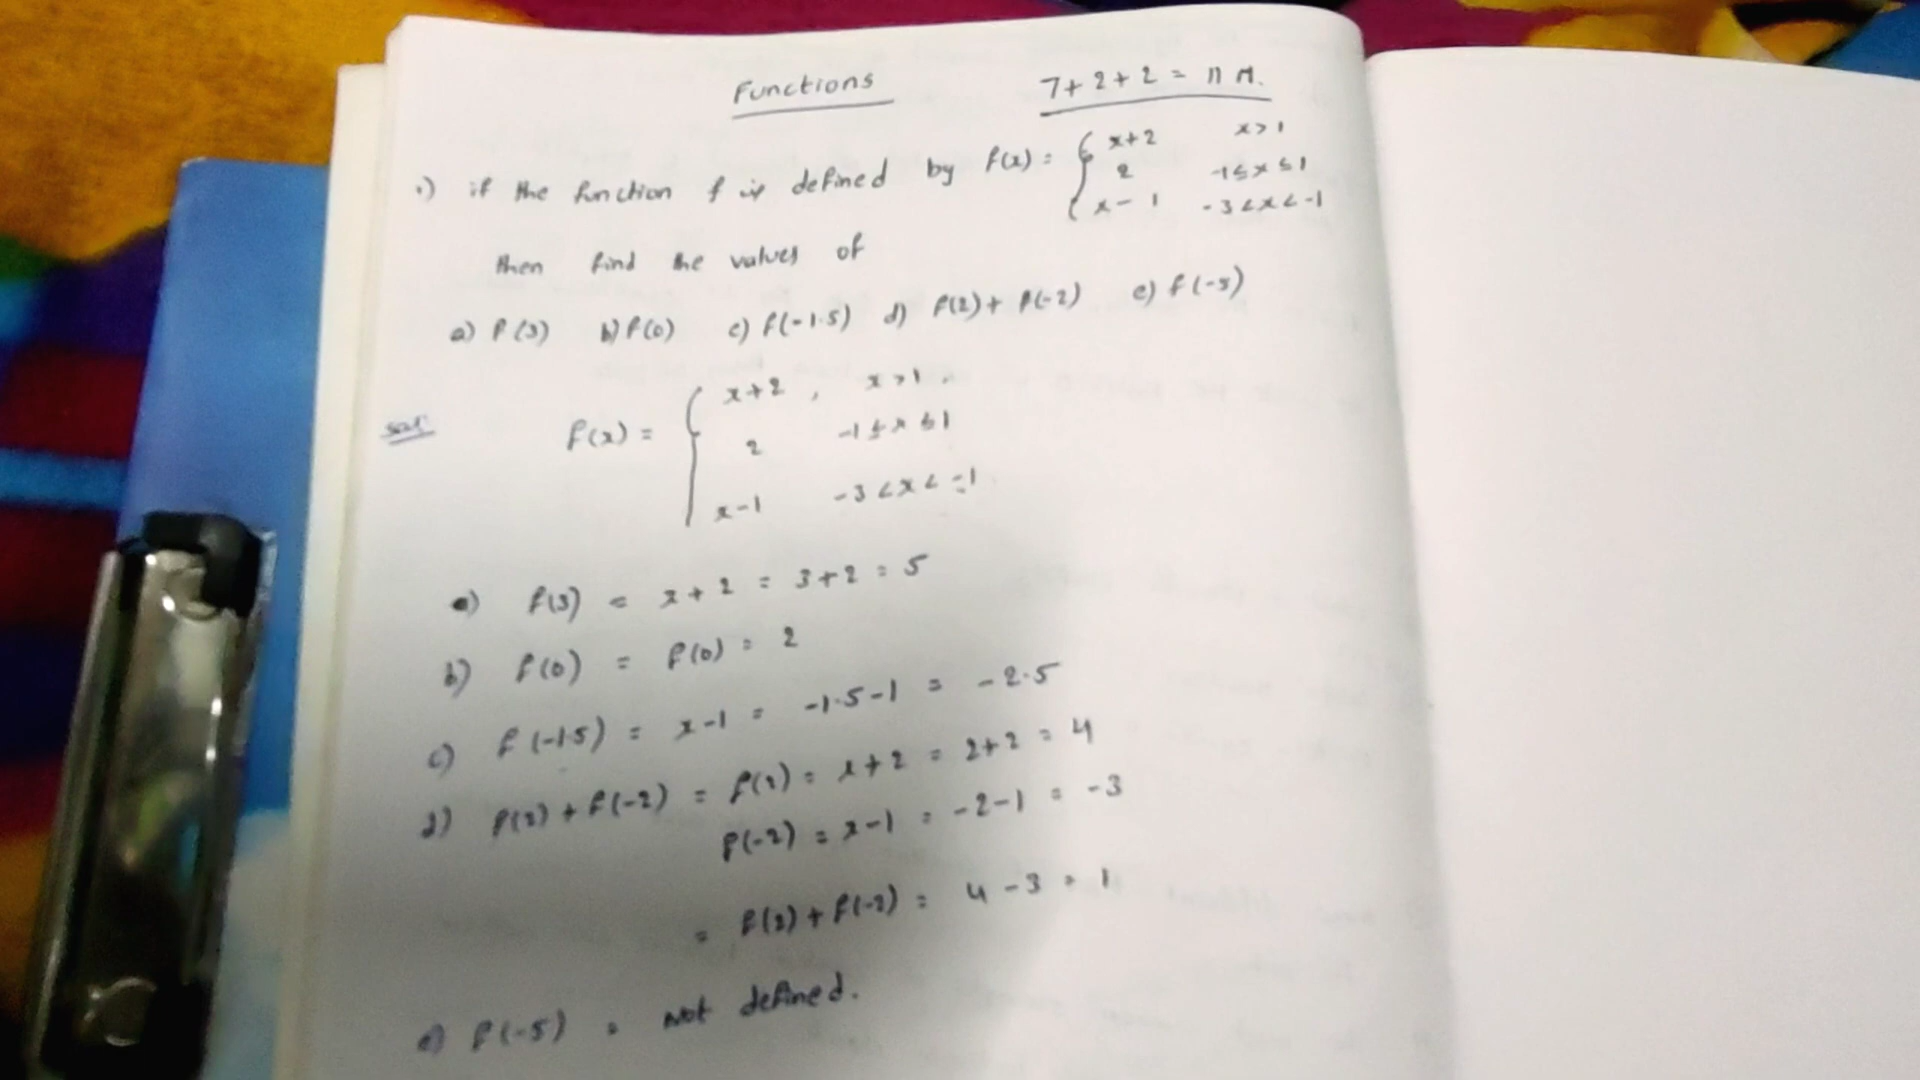 Functions 7+2+2 = 11 M.
1) if the function f is defined by f(x) = { x+2 x>1
2 -1≤x≤1
x-1 -3<x<-1
then find the values of
a) f(3) b) f(0) c) f(-1.5) d) f(2)+ f(-2) e) f(-5)
Sol: f(x) = { x+2 , x>1.
2 -1≤x≤1
x-1 -3<x<-1
a) f(3) = x+2 = 3+2 = 5
b) f(0) = f(0) = 2
c) f(-1.5) = x-1 = -1.5-1 = -2.5
d) f(2) + f(-2) = f(2) = x+2 = 2+2 = 4
f(-2) = x-1 = -2-1 = -3
= f(2) + f(-2) = 4-3 = 1
e) f(-5) = Not defined.